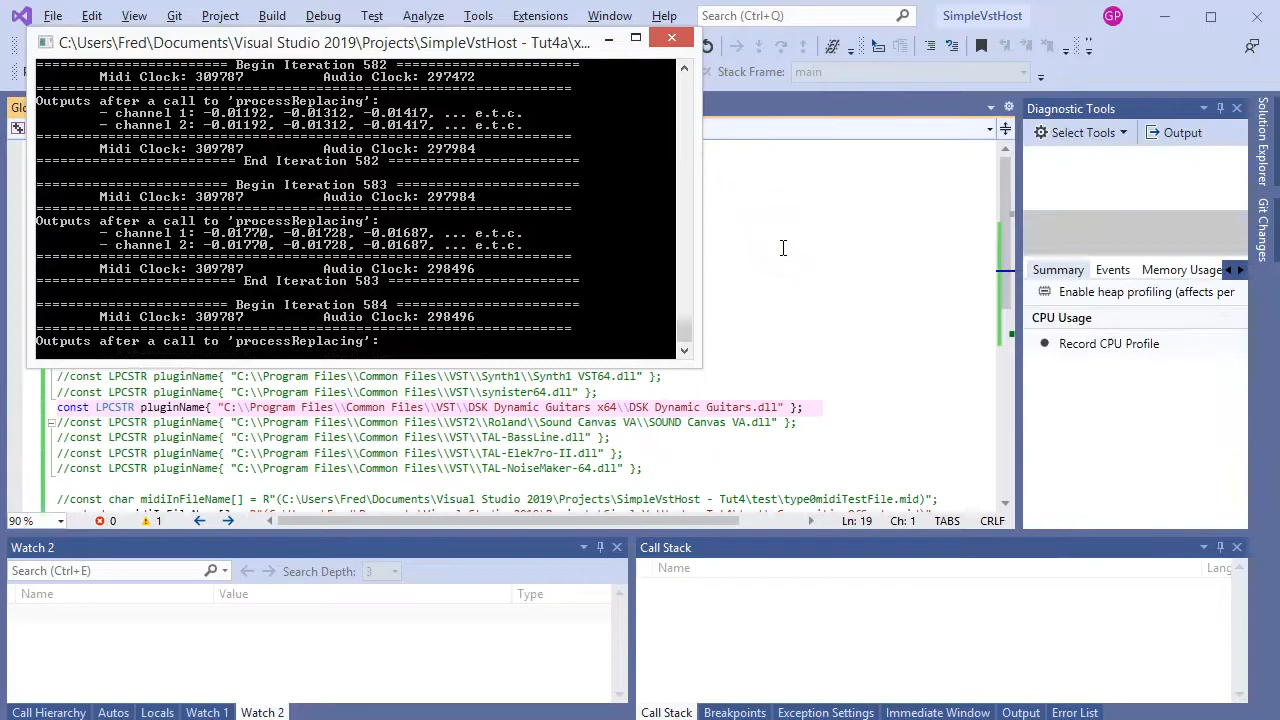 File Edit View Git Project Build Debug Test Analyze Tools Extensions Window Help Search (Ctrl+Q) SimpleVstHost GP
C:\Users\Fred\Documents\Visual Studio 2019\Projects\SimpleVstHost - Tut4a\x...
Stack Frame: main
======================== Begin Iteration 582 =======================
Midi Clock: 309787 Audio Clock: 297472
===================================================================
Outputs after a call to 'processReplacing':
- channel 1: -0.01192, -0.01312, -0.01417, ... e.t.c.
- channel 2: -0.01192, -0.01312, -0.01417, ... e.t.c.
===================================================================
Midi Clock: 309787 Audio Clock: 297984
========================= End Iteration 582 ========================
======================== Begin Iteration 583 =======================
Midi Clock: 309787 Audio Clock: 297984
===================================================================
Outputs after a call to 'processReplacing':
- channel 1: -0.01770, -0.01728, -0.01687, ... e.t.c.
- channel 2: -0.01770, -0.01728, -0.01687, ... e.t.c.
===================================================================
Midi Clock: 309787 Audio Clock: 298496
========================= End Iteration 583 ========================
======================== Begin Iteration 584 =======================
Midi Clock: 309787 Audio Clock: 298496
===================================================================
Outputs after a call to 'processReplacing':
Glo
//const LPCSTR pluginName{ "C:\\Program Files\\Common Files\\VST\\Synth1\\Synth1 VST64.dll" };
//const LPCSTR pluginName{ "C:\\Program Files\\Common Files\\VST\\synister64.dll" };
const LPCSTR pluginName{ "C:\\Program Files\\Common Files\\VST\\DSK Dynamic Guitars x64\\DSK Dynamic Guitars.dll" };
//const LPCSTR pluginName{ "C:\\Program Files\\Common Files\\VST2\\Roland\\Sound Canvas VA\\SOUND Canvas VA.dll" };
//const LPCSTR pluginName{ "C:\\Program Files\\Common Files\\VST\\TAL-BassLine.dll" };
//const LPCSTR pluginName{ "C:\\Program Files\\Common Files\\VST\\TAL-Elek7ro-II.dll" };
//const LPCSTR pluginName{ "C:\\Program Files\\Common Files\\VST\\TAL-NoiseMaker-64.dll" };
//const char midiInFileName[] = R"(C:\Users\Fred\Documents\Visual Studio 2019\Projects\SimpleVstHost - Tut4\test\type0midiTestFile.mid)";
90 % 0 1 Ln: 19 Ch: 1 TABS CRLF
Diagnostic Tools
Select Tools Output
Summary Events Memory Usage
Enable heap profiling (affects per
CPU Usage
Record CPU Profile
Solution Explorer
Git Changes
Watch 2
Search (Ctrl+E) Search Depth: 3
Name Value Type
Call Stack
Name Lang
Call Hierarchy Autos Locals Watch 1 Watch 2
Call Stack Breakpoints Exception Settings Immediate Window Output Error List